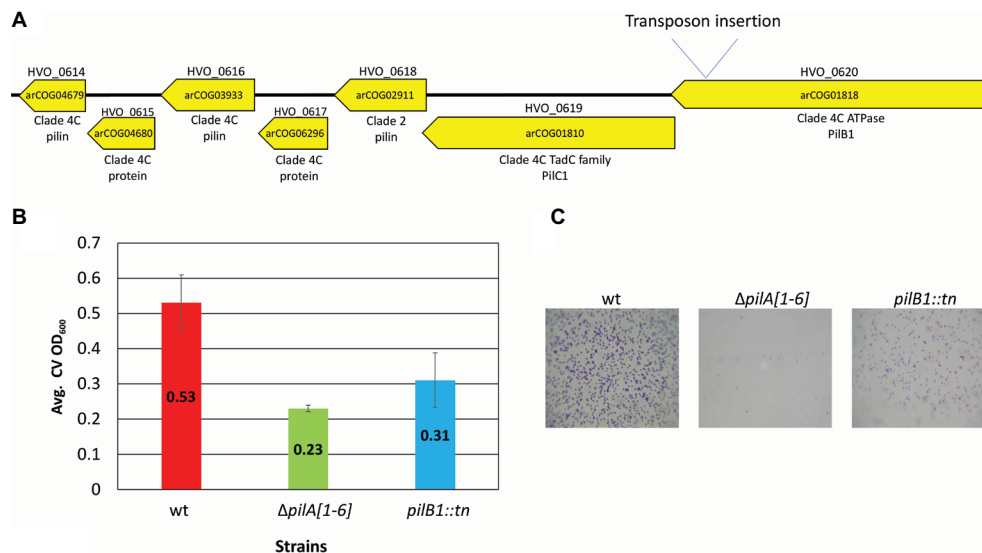 A
Transposon insertion
HVO_0614
HVO_0616
HVO_0618
HVO_0620
arCOG04679
arCOG03933
arCOG02911
arCOG01818
HVO_0615
HVO_0617
HVO_0619
Clade 4C
pilin
arCOG04680
Clade 4C
pilin
arCOG06296
Clade 2
pilin
arCOG01810
Clade 4C ATPase
PilB1
Clade 4C
protein
Clade 4C
protein
Clade 4C TadC family
PilC1
B
Avg. CV OD600
0.7
0.6
0.5
0.4
0.3
0.2
0.1
0
0.53
0.23
0.31
wt
ΔpilA[1-6]
pilB1::tn
Strains
C
wt
ΔpilA[1-6]
pilB1::tn